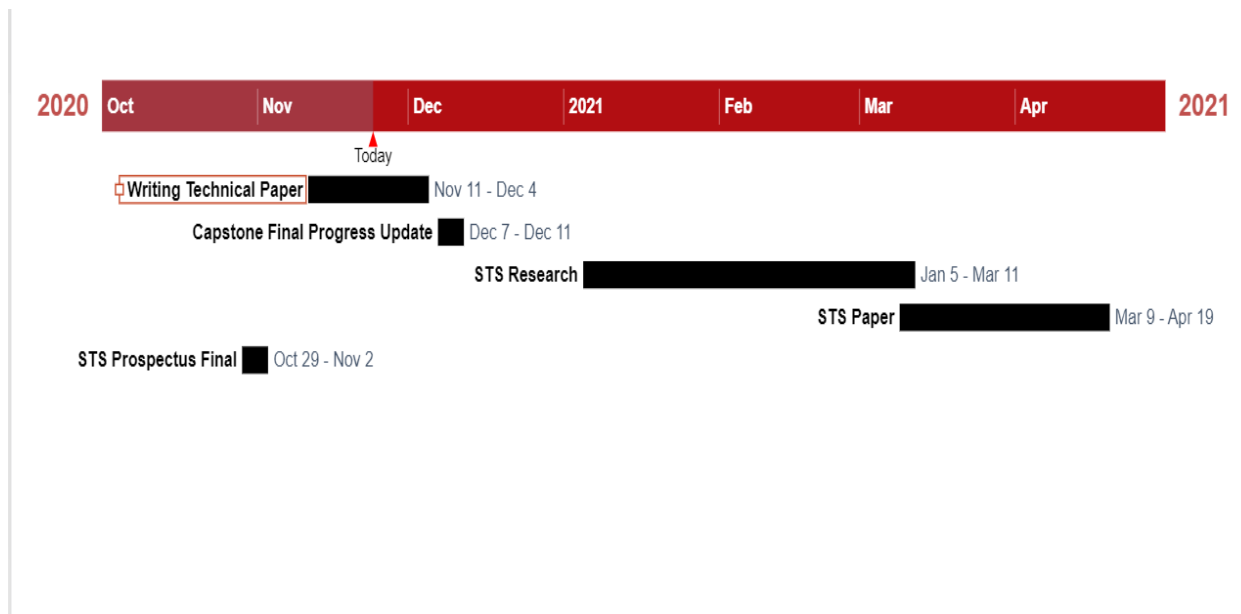 2020 Oct Nov Dec 2021 Feb Mar Apr 2021
Today
Writing Technical Paper Nov 11 - Dec 4
Capstone Final Progress Update Dec 7 - Dec 11
STS Research Jan 5 - Mar 11
STS Paper Mar 9 - Apr 19
STS Prospectus Final Oct 29 - Nov 2